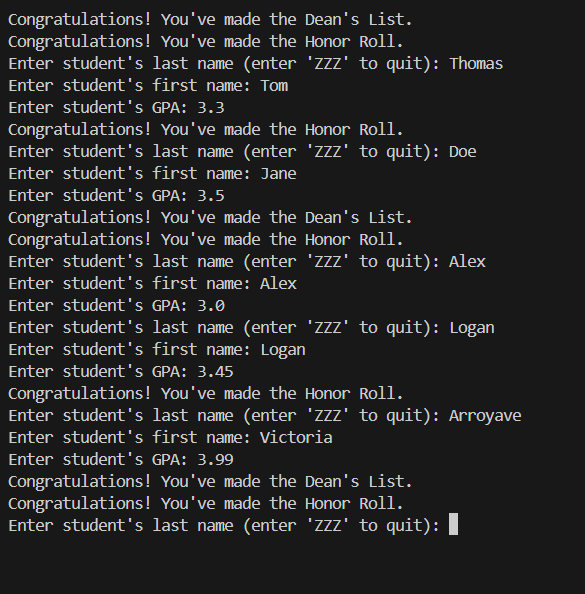 Congratulations! You've made the Dean's List.
Congratulations! You've made the Honor Roll.
Enter student's last name (enter 'ZZZ' to quit): Thomas
Enter student's first name: Tom
Enter student's GPA: 3.3
Congratulations! You've made the Honor Roll.
Enter student's last name (enter 'ZZZ' to quit): Doe
Enter student's first name: Jane
Enter student's GPA: 3.5
Congratulations! You've made the Dean's List.
Congratulations! You've made the Honor Roll.
Enter student's last name (enter 'ZZZ' to quit): Alex
Enter student's first name: Alex
Enter student's GPA: 3.0
Enter student's last name (enter 'ZZZ' to quit): Logan
Enter student's first name: Logan
Enter student's GPA: 3.45
Congratulations! You've made the Honor Roll.
Enter student's last name (enter 'ZZZ' to quit): Arroyave
Enter student's first name: Victoria
Enter student's GPA: 3.99
Congratulations! You've made the Dean's List.
Congratulations! You've made the Honor Roll.
Enter student's last name (enter 'ZZZ' to quit):